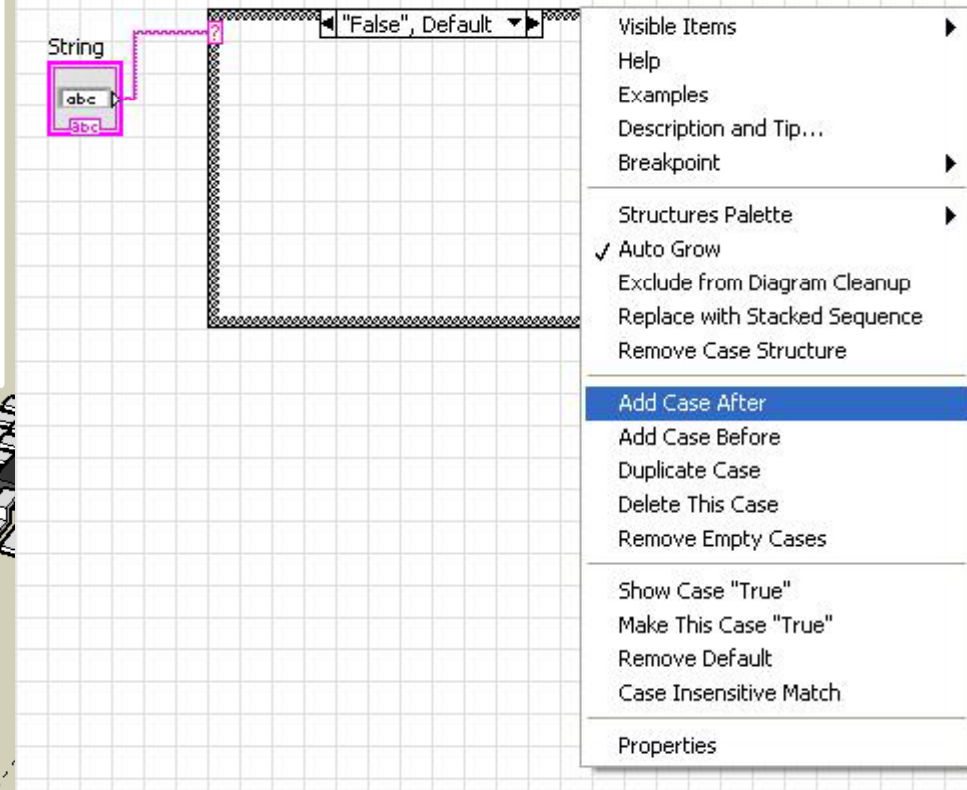 String
abc
abc
?
"False", Default
Visible Items
Help
Examples
Description and Tip...
Breakpoint
Structures Palette
Auto Grow
Exclude from Diagram Cleanup
Replace with Stacked Sequence
Remove Case Structure
Add Case After
Add Case Before
Duplicate Case
Delete This Case
Remove Empty Cases
Show Case "True"
Make This Case "True"
Remove Default
Case Insensitive Match
Properties